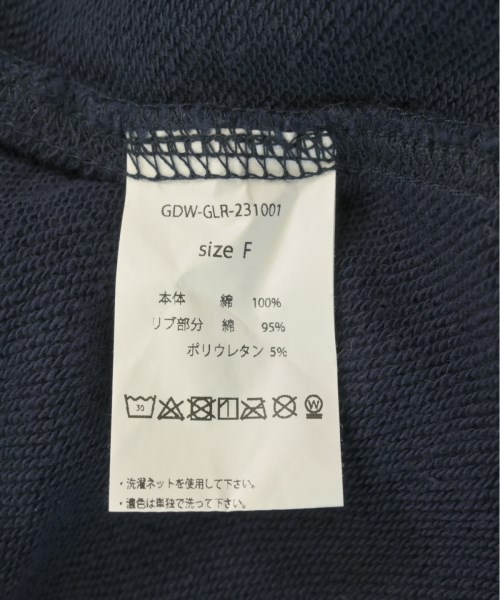 GDW-GLR-231001
size F
本体 綿 100%
リブ部分 綿 95%
ポリウレタン 5%
30 W
・洗濯ネットを使用して下さい。
・濃色は単独で洗って下さい。